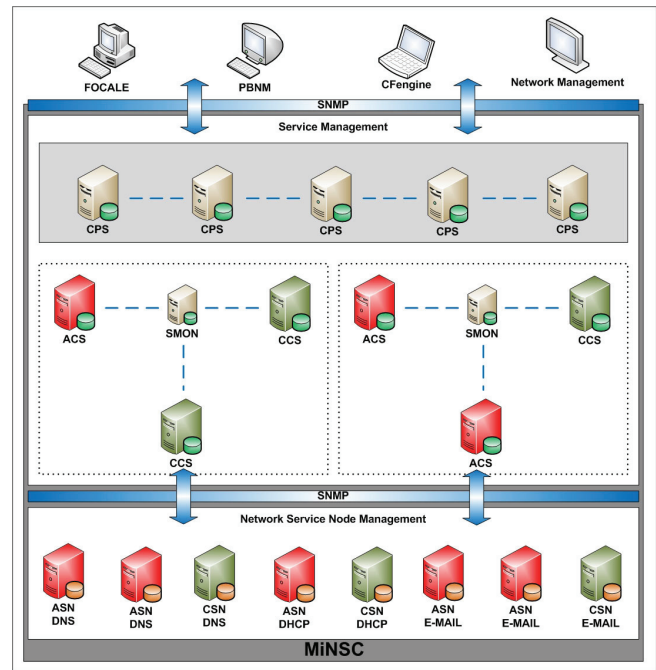 FOCALE
PBNM
CFengine
Network Management
SNMP
Service Management
CPS
CPS
CPS
CPS
CPS
ACS
SMON
CCS
CCS
ACS
SMON
CCS
ACS
SNMP
Network Service Node Management
ASN
DNS
ASN
DNS
CSN
DNS
ASN
DHCP
CSN
DHCP
ASN
E-MAIL
ASN
E-MAIL
CSN
E-MAIL
MiNSC